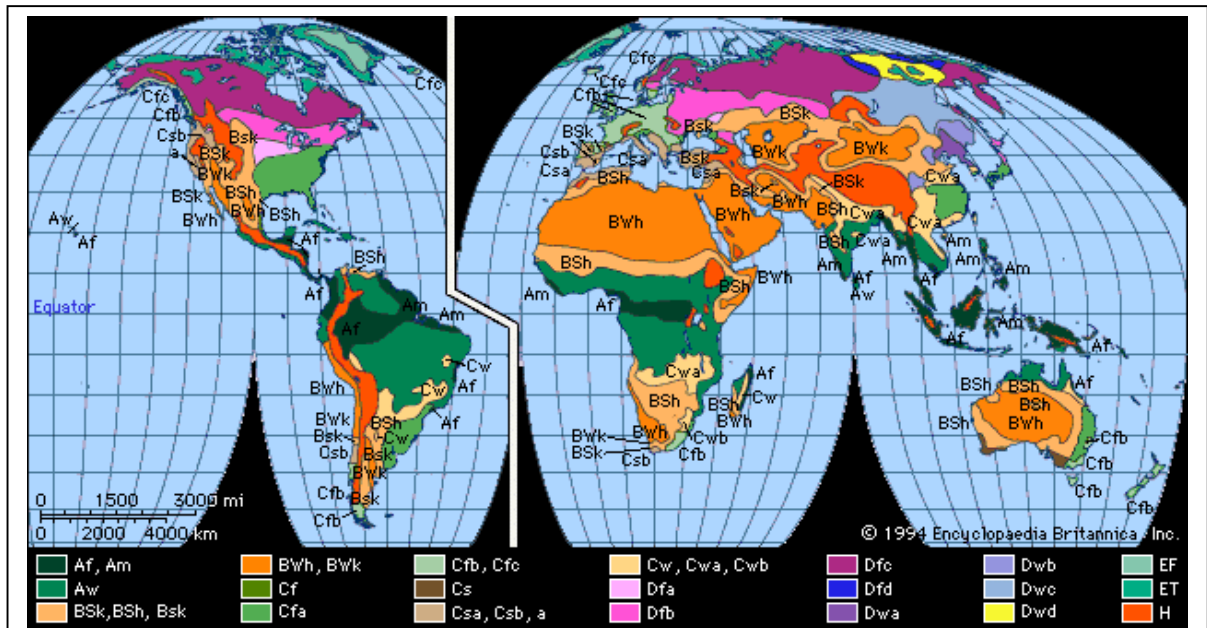 Cfc
Cfc
Cfb
Csb
a
Bsk
BSk
BWk
BSk
BSh
BWh
BWh
BSh
Aw
Af
Af
BSh
Equator
Af
Am
Am
Af
Cw
BWh
Cw
Af
BWk
BSh
Af
Bsk
Cw
Csb
Bsk
BWk
Cfb
Bsk
Cfb
0 1500 3000 mi
0 2000 4000 km
Cfc
Cfc
Cfb
BSk
Csb
Csa
Csa
BSh
Bsk
Bsk
Csa
BSk
BWk
BWk
Bsk
BWh
BSk
Cwa
BWh
BWh
BSh
Cwa
Cwa
BSh
Cwa
Am
BSh
BWh
Am
Am
Am
BSh
Af
Aw
Af
Am
Am
Af
Af
Am
Af
Cwa
Af
Cw
BSh
BSh
BWh
BWh
BWk
BSk
Csb
Cwb
Cfb
BSh
BSh
Af
BSh
BWh
Cfb
Cfb
Cfb
Cfb
© 1994 Encyclopaedia Britannica, Inc.
Af, Am BWh, BWk Cfb, Cfc Cw, Cwa, Cwb Dfc Dwb EF
Aw Cf Cs Dfa Dfd Dwc ET
BSk,BSh, Bsk Cfa Csa, Csb, a Dfb Dwa Dwd H